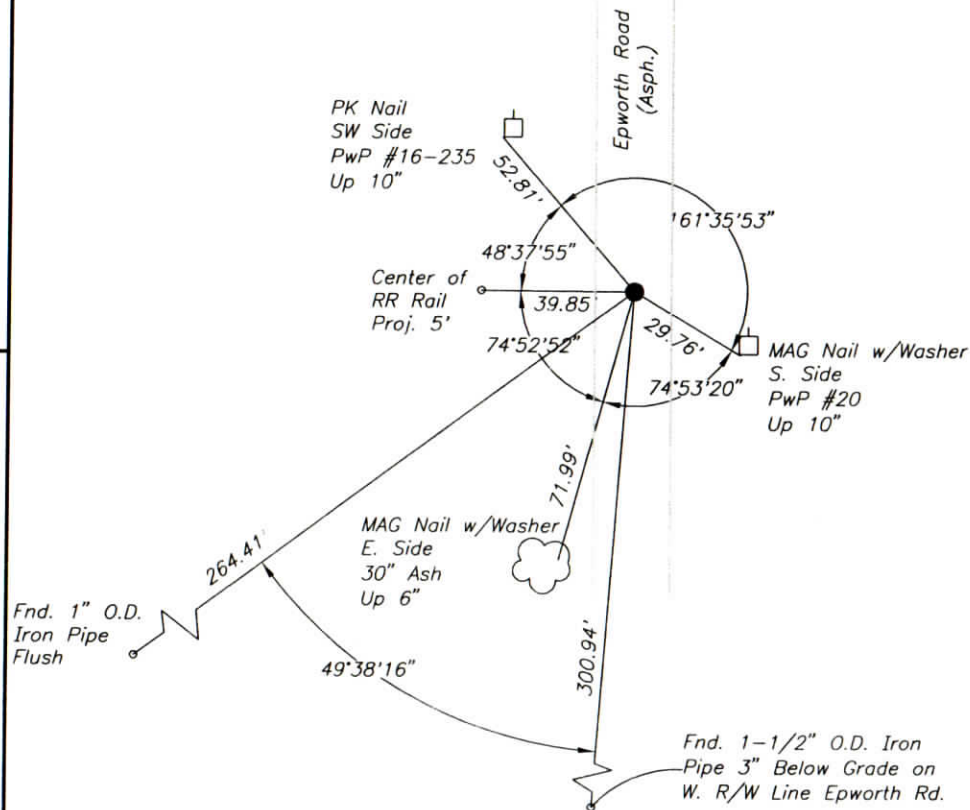 Epworth Road
(Asph.)
PK Nail
SW Side
PwP #16-235
Up 10"
52.81'
161°35'53"
48°37'55"
Center of
RR Rail
Proj. 5'
39.85'
29.76'
74°52'52"
74°53'20"
MAG Nail w/Washer
S. Side
PwP #20
Up 10"
71.99'
MAG Nail w/Washer
E. Side
30" Ash
Up 6"
264.41'
Fnd. 1" O.D.
Iron Pipe
Flush
49°38'16"
300.94'
Fnd. 1-1/2" O.D. Iron
Pipe 3" Below Grade on
W. R/W Line Epworth Rd.